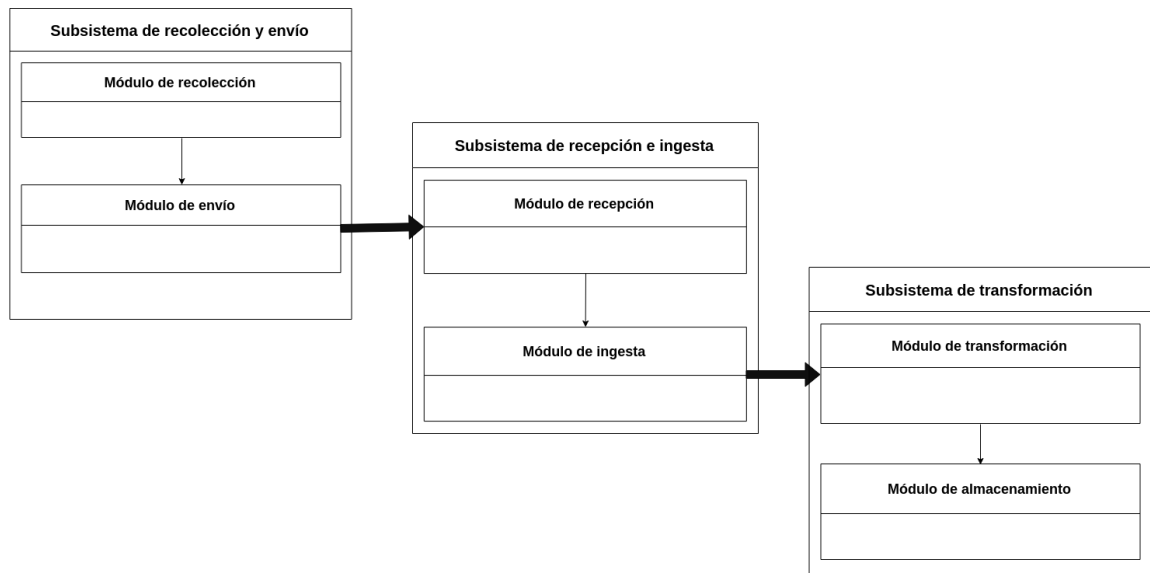 Subsistema de recolección y envío
Módulo de recolección
Módulo de envío
Subsistema de recepción e ingesta
Módulo de recepción
Módulo de ingesta
Subsistema de transformación
Módulo de transformación
Módulo de almacenamiento